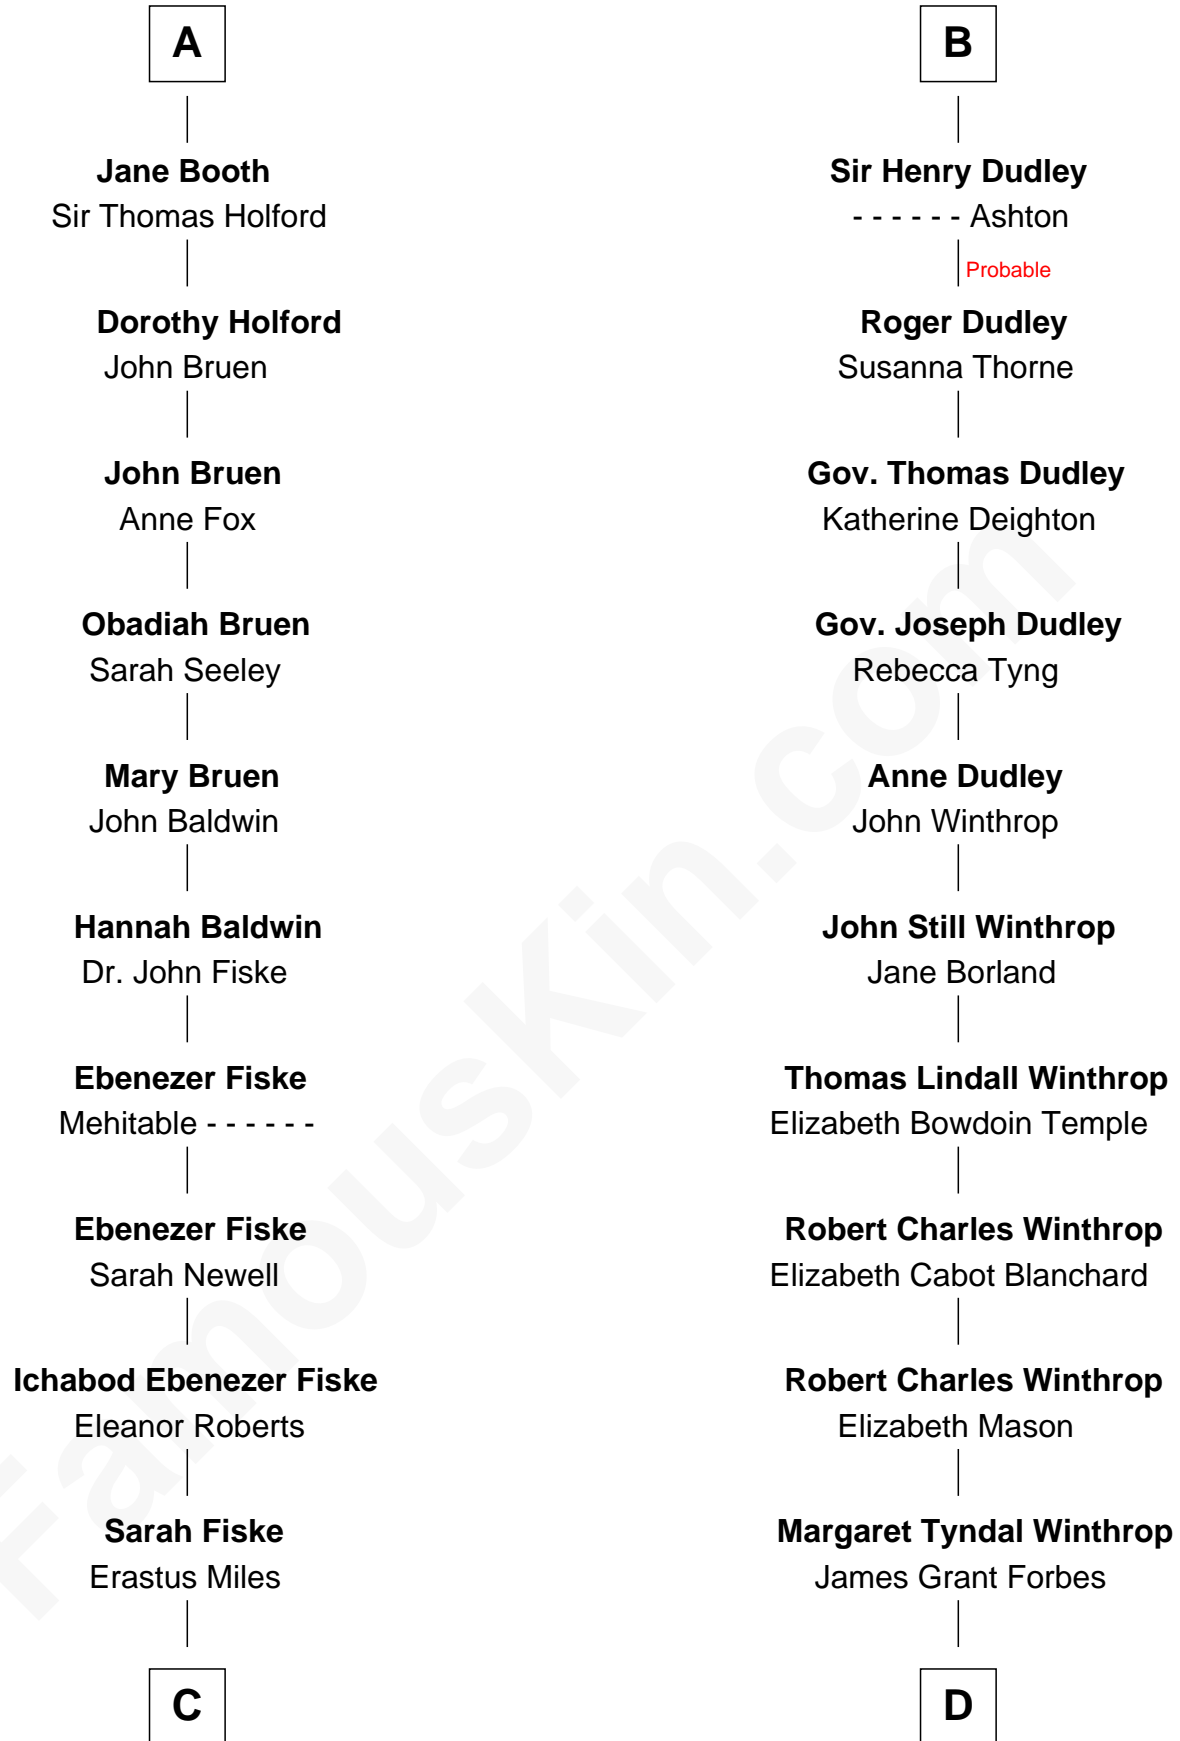 A
Jane Booth
Sir Thomas Holford
Dorothy Holford
John Bruen
John Bruen
Anne Fox
Obadiah Bruen
Sarah Seeley
Mary Bruen
John Baldwin
Hannah Baldwin
Dr. John Fiske
Ebenezer Fiske
Mehitable - - - - - -
Ebenezer Fiske
Sarah Newell
Ichabod Ebenezer Fiske
Eleanor Roberts
Sarah Fiske
Erastus Miles
C
B
Sir Henry Dudley
- - - - - - Ashton
Probable
Roger Dudley
Susanna Thorne
Gov. Thomas Dudley
Katherine Deighton
Gov. Joseph Dudley
Rebecca Tyng
Anne Dudley
John Winthrop
John Still Winthrop
Jane Borland
Thomas Lindall Winthrop
Elizabeth Bowdoin Temple
Robert Charles Winthrop
Elizabeth Cabot Blanchard
Robert Charles Winthrop
Elizabeth Mason
Margaret Tyndal Winthrop
James Grant Forbes
D
FamousKin.com